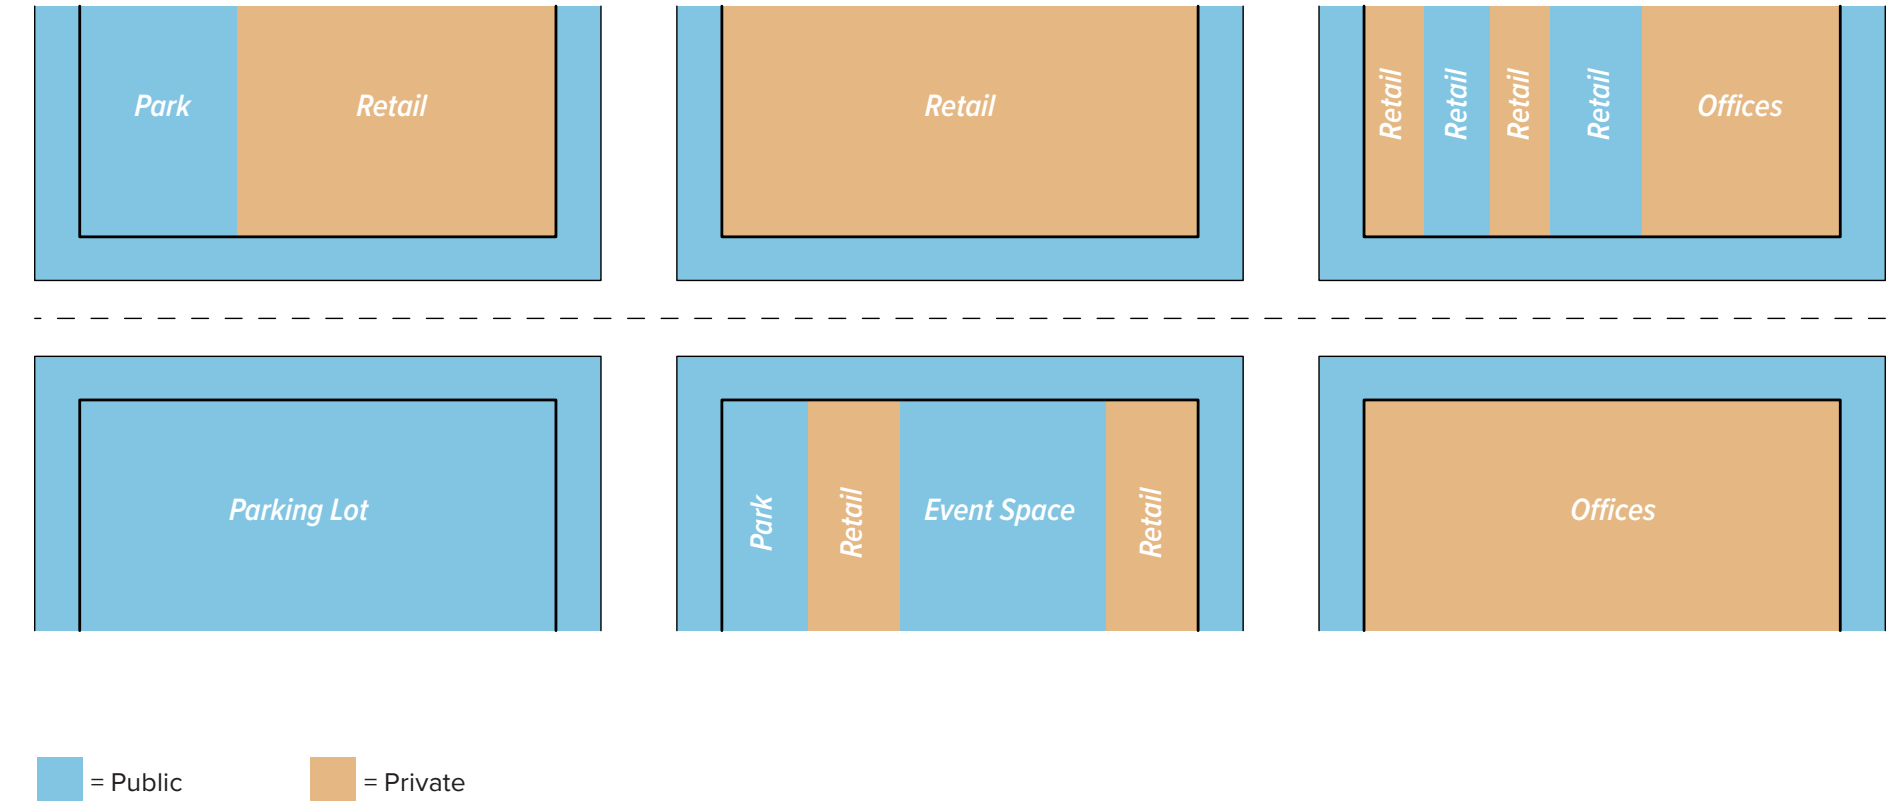 Park
Retail
Retail
Retail
Retail
Retail
Retail
Offices
Parking Lot
Park
Retail
Event Space
Retail
Offices
= Public
= Private